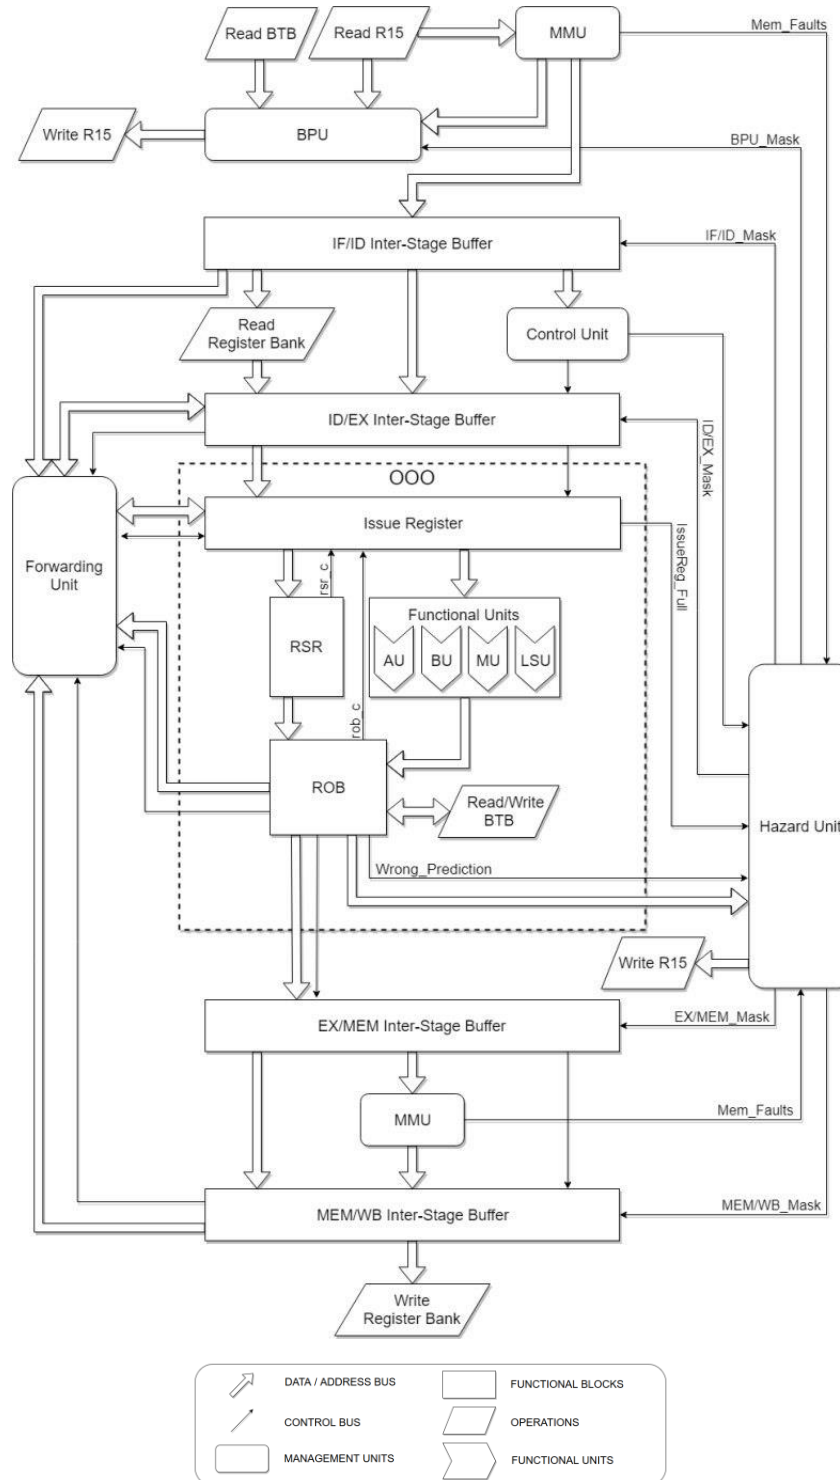 Mem_Faults
Read BTB
Read R15
MMU
Write R15
BPU
BPU_Mask
IF/ID_Mask
IF/ID Inter-Stage Buffer
Read
Register Bank
Control Unit
ID/EX Inter-Stage Buffer
ID/EX_Mask
OOO
Issue Register
IssueReg_Full
Forwarding
Unit
rsr_c
Functional Units
RSR
AU
BU
MU
LSU
rob_c
ROB
Read/Write
BTB
Hazard Unit
Wrong_Prediction
Write R15
EX/MEM Inter-Stage Buffer
EX/MEM_Mask
MMU
Mem_Faults
MEM/WB Inter-Stage Buffer
MEM/WB_Mask
Write
Register Bank
DATA / ADDRESS BUS
FUNCTIONAL BLOCKS
CONTROL BUS
OPERATIONS
MANAGEMENT UNITS
FUNCTIONAL UNITS